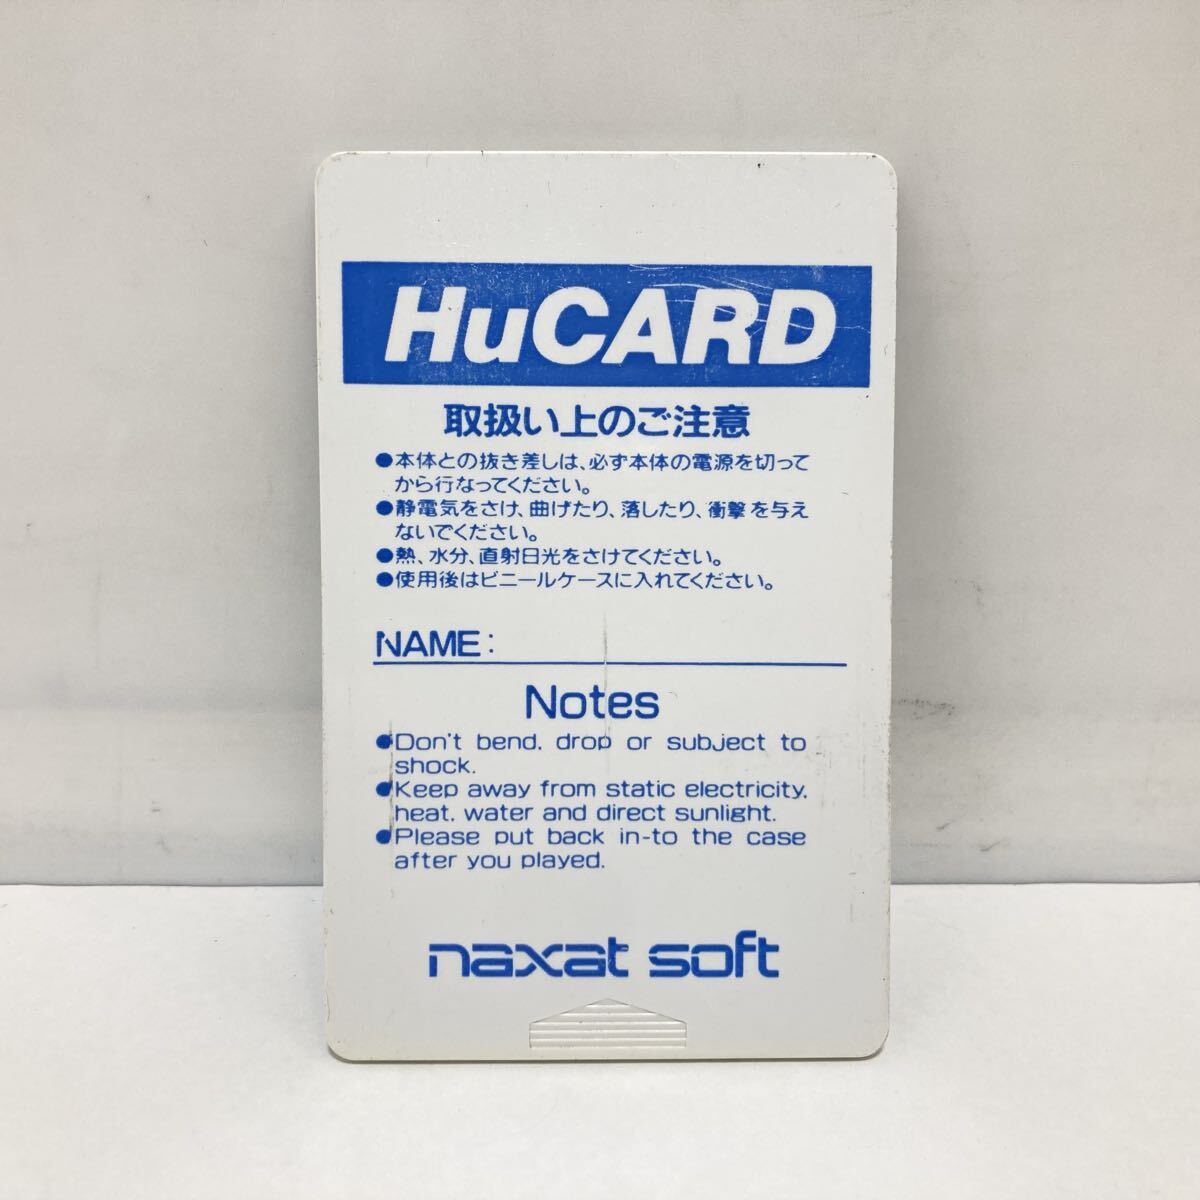 HuCARD
取扱い上のご注意
●本体との抜き差しは、必ず本体の電源を切って
から行なってください。
●静電気をさけ、曲げたり、落したり、衝撃を与え
ないでください。
●熱、水分、直射日光をさけてください。
●使用後はビニールケースに入れてください。
NAME:
Notes
●Don't bend, drop or subject to
shock.
●Keep away from static electricity,
heat, water and direct sunlight.
●Please put back in-to the case
after you played.
naxat soft